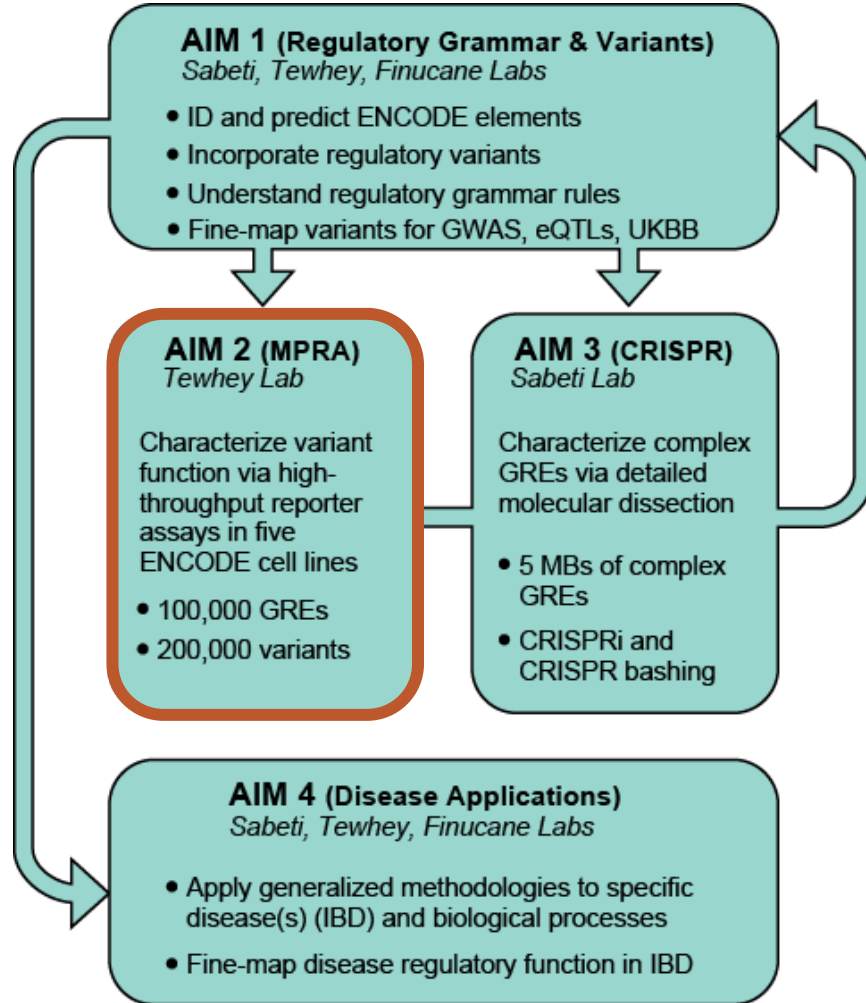 AIM 1 (Regulatory Grammar & Variants)
Sabeti, Tewhey, Finucane Labs
• ID and predict ENCODE elements
• Incorporate regulatory variants
• Understand regulatory grammar rules
• Fine-map variants for GWAS, eQTLs, UKBB
AIM 2 (MPRA)
Tewhey Lab
Characterize variant
function via high-
throughput reporter
assays in five
ENCODE cell lines
• 100,000 GREs
• 200,000 variants
AIM 3 (CRISPR)
Sabeti Lab
Characterize complex
GREs via detailed
molecular dissection
• 5 MBs of complex
GREs
• CRISPRi and
CRISPR bashing
AIM 4 (Disease Applications)
Sabeti, Tewhey, Finucane Labs
• Apply generalized methodologies to specific
disease(s) (IBD) and biological processes
• Fine-map disease regulatory function in IBD